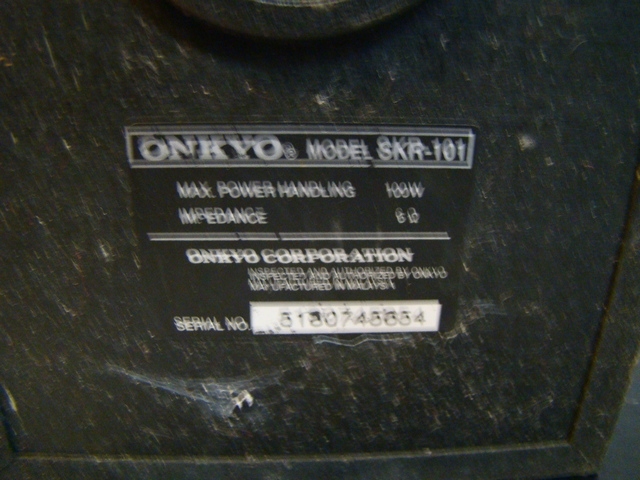 ONKYO® MODEL SKR-101
MAX. POWER HANDLING 100W
IMPEDANCE 6 Ω
ONKYO CORPORATION
INSPECTED AND AUTHORIZED BY ONKYO
MANUFACTURED IN MALAYSIA
SERIAL NO.